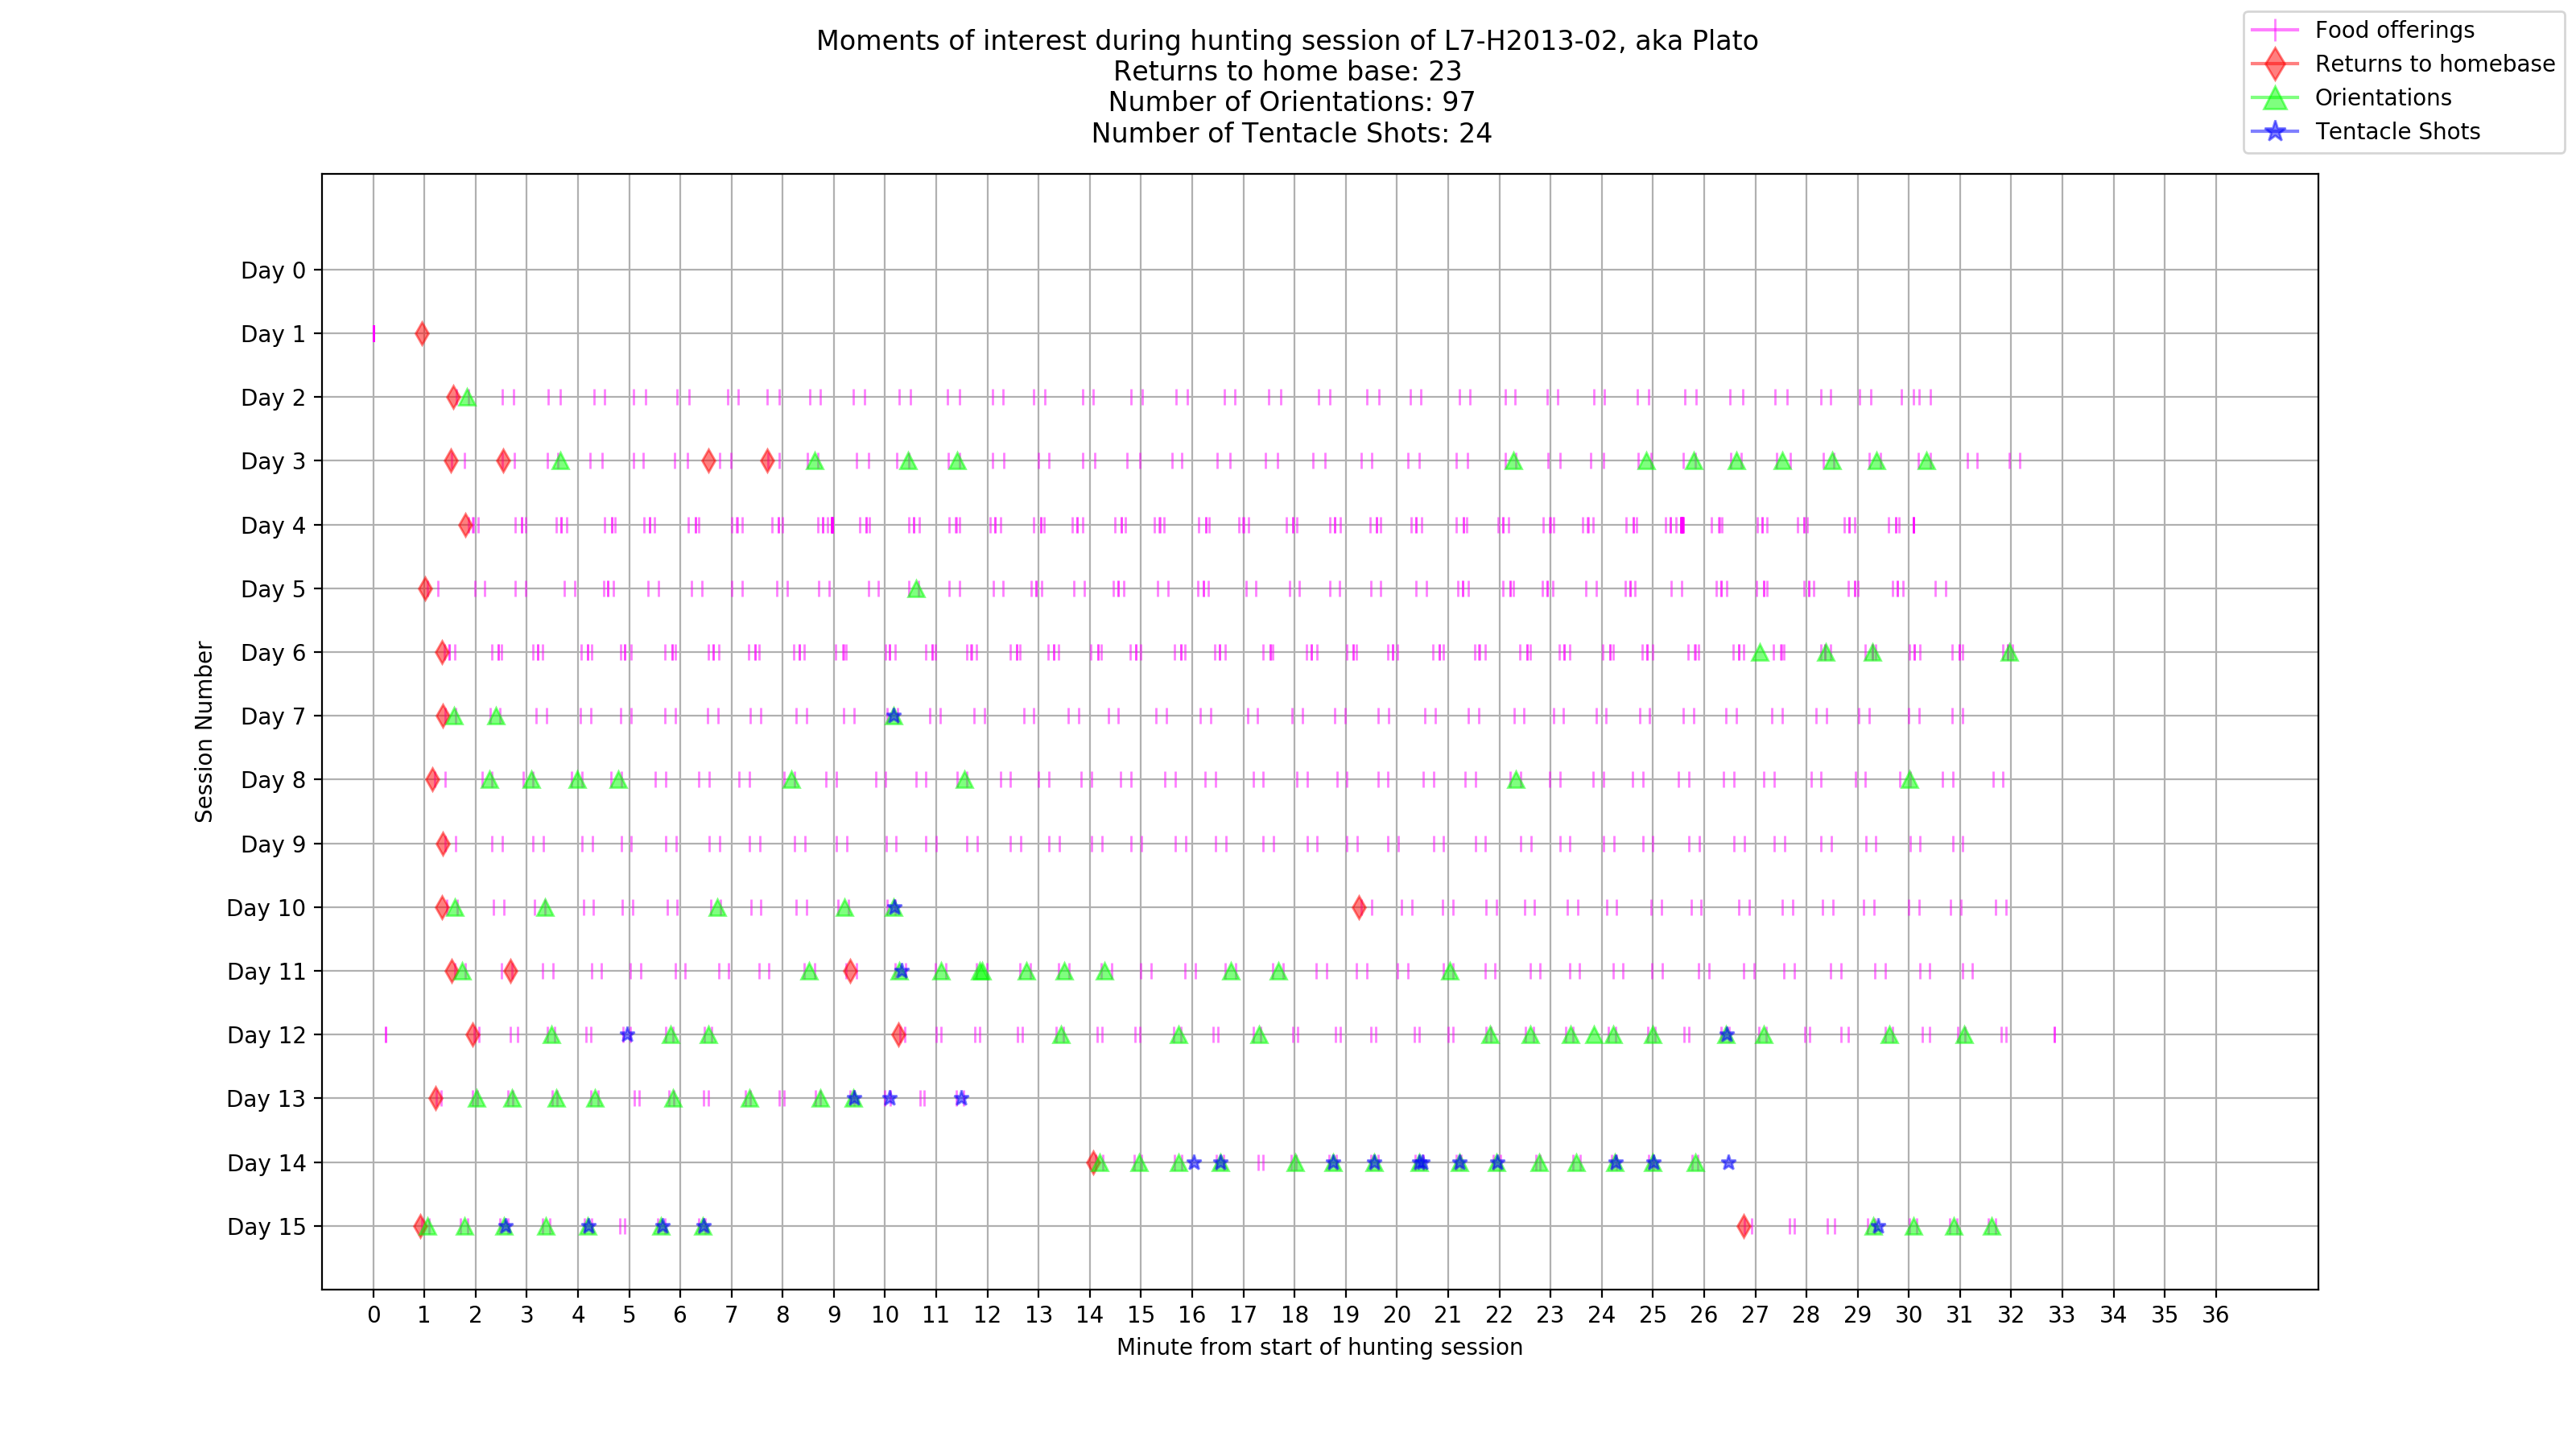 Moments of interest during hunting session of L7-H2013-02, aka Plato
Returns to home base: 23
Number of Orientations: 97
Number of Tentacle Shots: 24
Food offerings
Returns to homebase
Orientations
Tentacle Shots
Session Number
Day 0
Day 1
Day 2
Day 3
Day 4
Day 5
Day 6
Day 7
Day 8
Day 9
Day 10
Day 11
Day 12
Day 13
Day 14
Day 15
0 1 2 3 4 5 6 7 8 9 10 11 12 13 14 15 16 17 18 19 20 21 22 23 24 25 26 27 28 29 30 31 32 33 34 35 36
Minute from start of hunting session